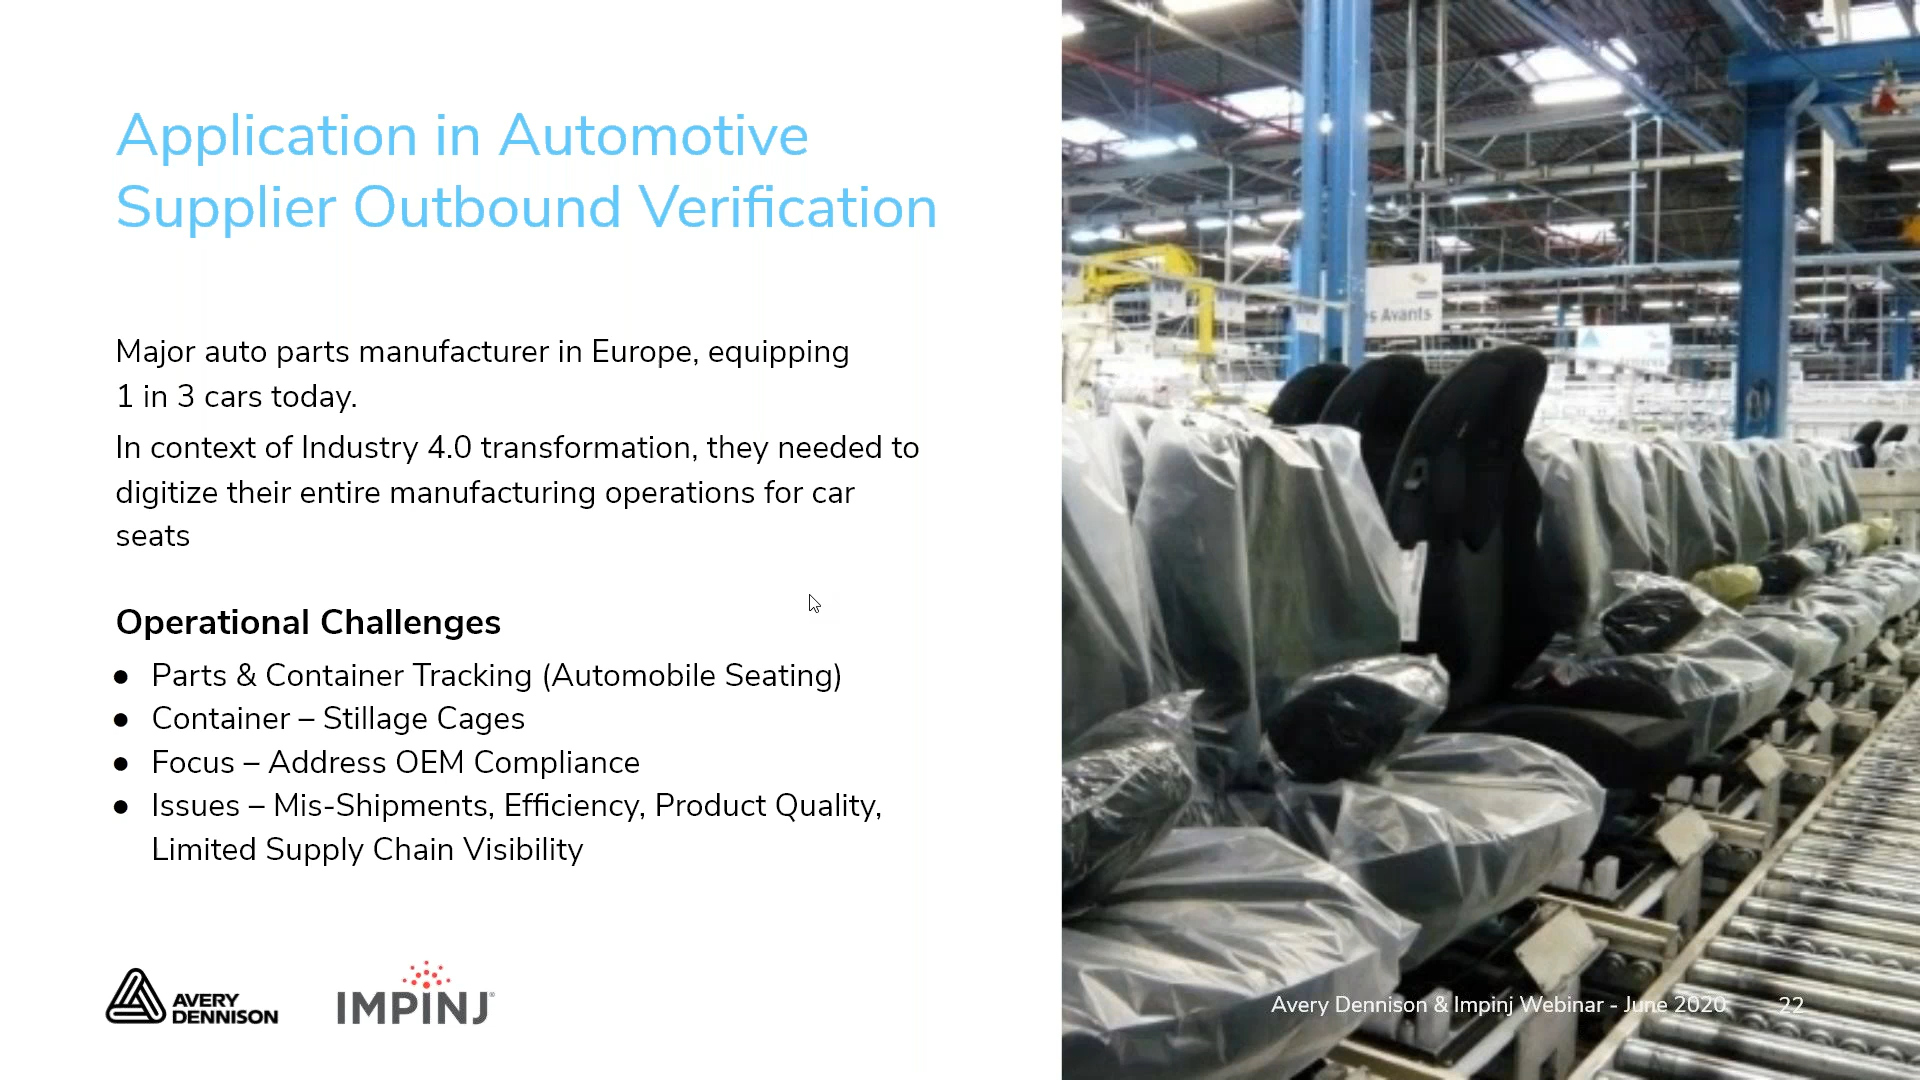 Application in Automotive
Supplier Outbound Verification
Major auto parts manufacturer in Europe, equipping
1 in 3 cars today.
In context of Industry 4.0 transformation, they needed to
digitize their entire manufacturing operations for car
seats
Operational Challenges
● Parts & Container Tracking (Automobile Seating)
● Container – Stillage Cages
● Focus – Address OEM Compliance
● Issues – Mis-Shipments, Efficiency, Product Quality,
Limited Supply Chain Visibility
AVERY
DENNISON
IMPINJ®
s Avants
Avery Dennison & Impinj Webinar - June 2020 22